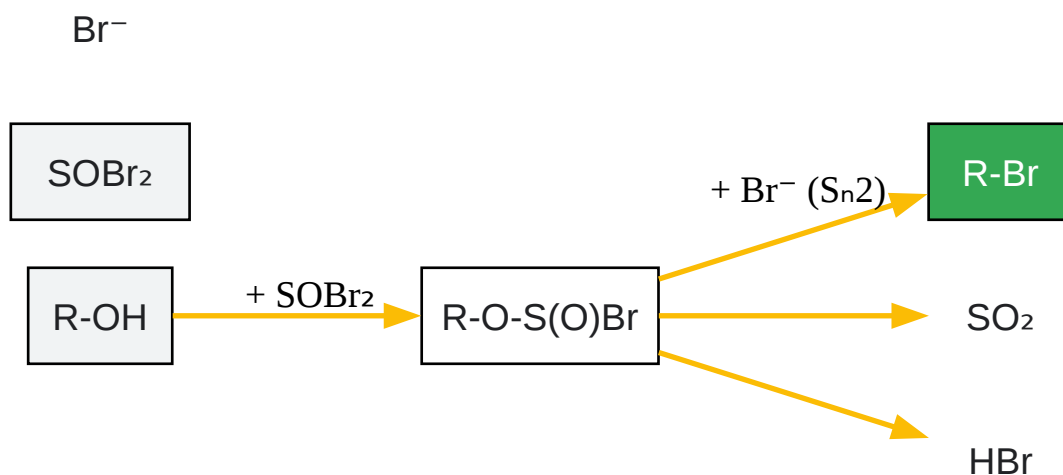 Br⁻
SOBr₂
R-Br
+ Br⁻ (Sₙ2)
R-OH
+ SOBr₂
R-O-S(O)Br
SO₂
HBr